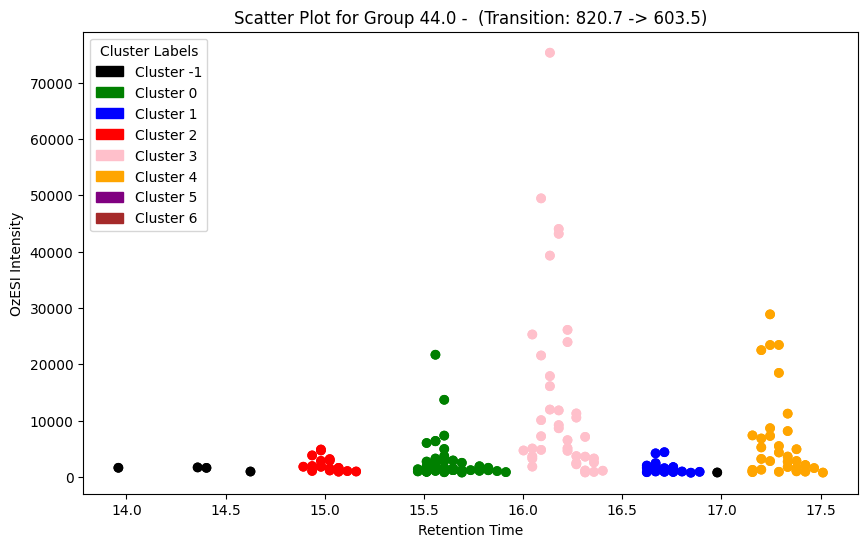 Scatter Plot for Group 44.0 -  (Transition: 820.7 -> 603.5)
Cluster Labels
Cluster -1
Cluster 0
Cluster 1
Cluster 2
Cluster 3
Cluster 4
Cluster 5
Cluster 6
OzESI Intensity
70000
60000
50000
40000
30000
20000
10000
0
14.0 14.5 15.0 15.5 16.0 16.5 17.0 17.5
Retention Time